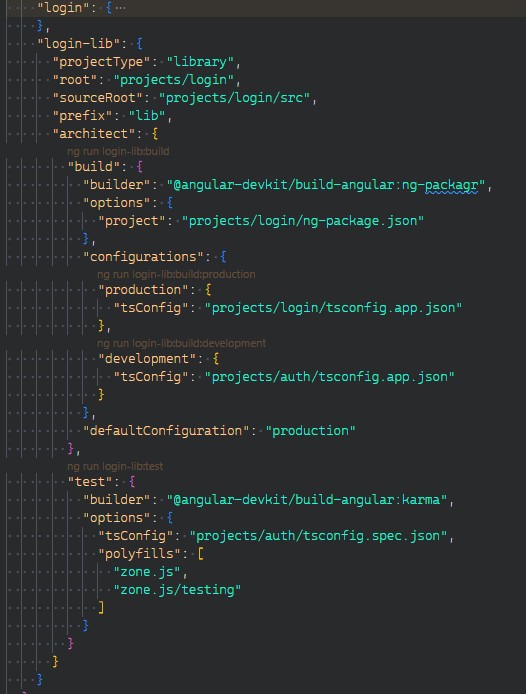 "login": { ...
},
"login-lib": {
"projectType": "library",
"root": "projects/login",
"sourceRoot": "projects/login/src",
"prefix": "lib",
"architect": {
ng run login-lib:build
"build": {
"builder": "@angular-devkit/build-angular:ng-packagr",
"options": {
"project": "projects/login/ng-package.json"
},
"configurations": {
ng run login-lib:build:production
"production": {
"tsConfig": "projects/login/tsconfig.app.json"
},
ng run login-lib:build:development
"development": {
"tsConfig": "projects/auth/tsconfig.app.json"
}
},
"defaultConfiguration": "production"
},
ng run login-lib:test
"test": {
"builder": "@angular-devkit/build-angular:karma",
"options": {
"tsConfig": "projects/auth/tsconfig.spec.json",
"polyfills": [
"zone.js",
"zone.js/testing"
]
}
}
}
}